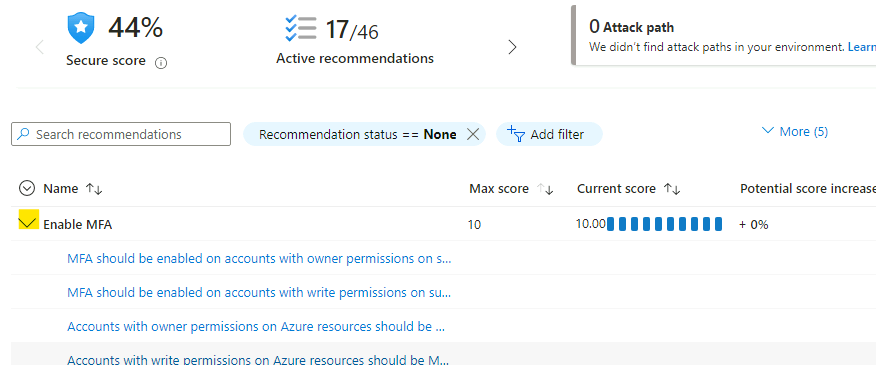 44%
Secure score
17/46
Active recommendations
0 Attack path
We didn't find attack paths in your environment. Learn
Search recommendations
Recommendation status == None
Add filter
More (5)
Name
Max score
Current score
Potential score increase
Enable MFA
10
10.00
+ 0%
MFA should be enabled on accounts with owner permissions on s...
MFA should be enabled on accounts with write permissions on su...
Accounts with owner permissions on Azure resources should be ...
Accounts with write permissions on Azure resources should be M...